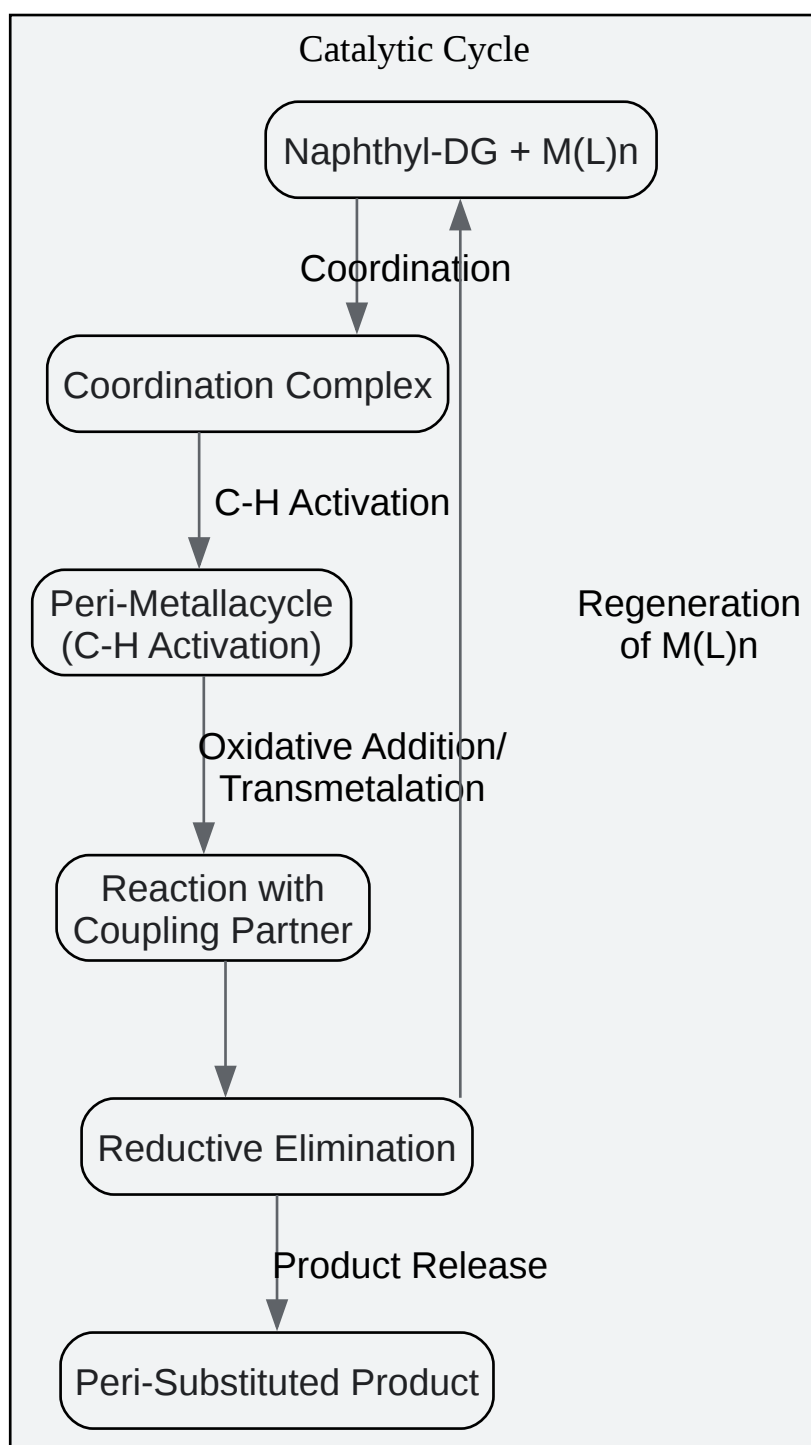 Catalytic Cycle
Naphthyl-DG + M(L)n
Coordination
Coordination Complex
C-H Activation
Peri-Metallacycle
(C-H Activation)
Regeneration
of M(L)n
Oxidative Addition/
Transmetalation
Reaction with
Coupling Partner
Reductive Elimination
Product Release
Peri-Substituted Product